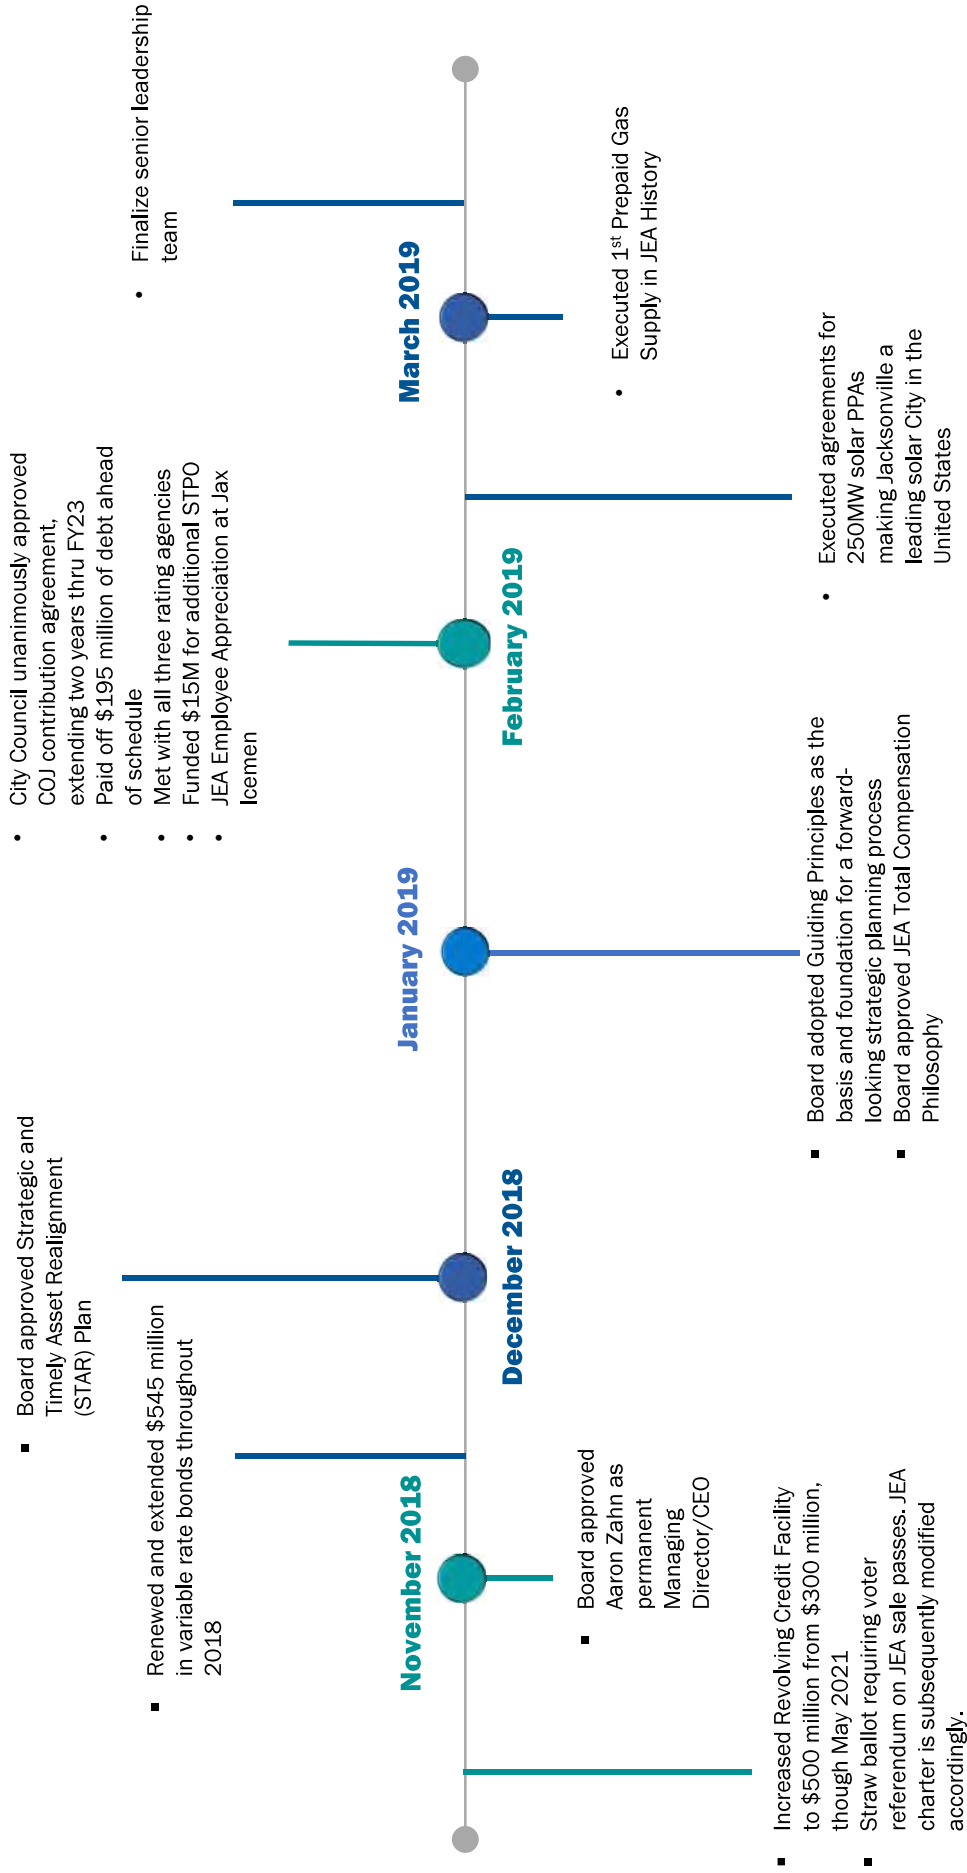 ▪ Increased Revolving Credit Facility
to $500 million from $300 million,
though May 2021
▪ Straw ballot requiring voter
referendum on JEA sale passes. JEA
charter is subsequently modified
accordingly.
November 2018
▪ Board approved
Aaron Zahn as
permanent
Managing
Director/CEO
▪ Renewed and extended $545 million
in variable rate bonds throughout
2018
December 2018
▪ Board approved Strategic and
Timely Asset Realignment
(STAR) Plan
January 2019
▪ Board adopted Guiding Principles as the
basis and foundation for a forward-
looking strategic planning process
▪ Board approved JEA Total Compensation
Philosophy
February 2019
• City Council unanimously approved
COJ contribution agreement,
extending two years thru FY23
• Paid off $195 million of debt ahead
of schedule
• Met with all three rating agencies
• Funded $15M for additional STPO
• JEA Employee Appreciation at Jax
Icemen
• Executed agreements for
250MW solar PPAs
making Jacksonville a
leading solar City in the
United States
March 2019
• Executed 1st Prepaid Gas
Supply in JEA History
• Finalize senior leadership
team